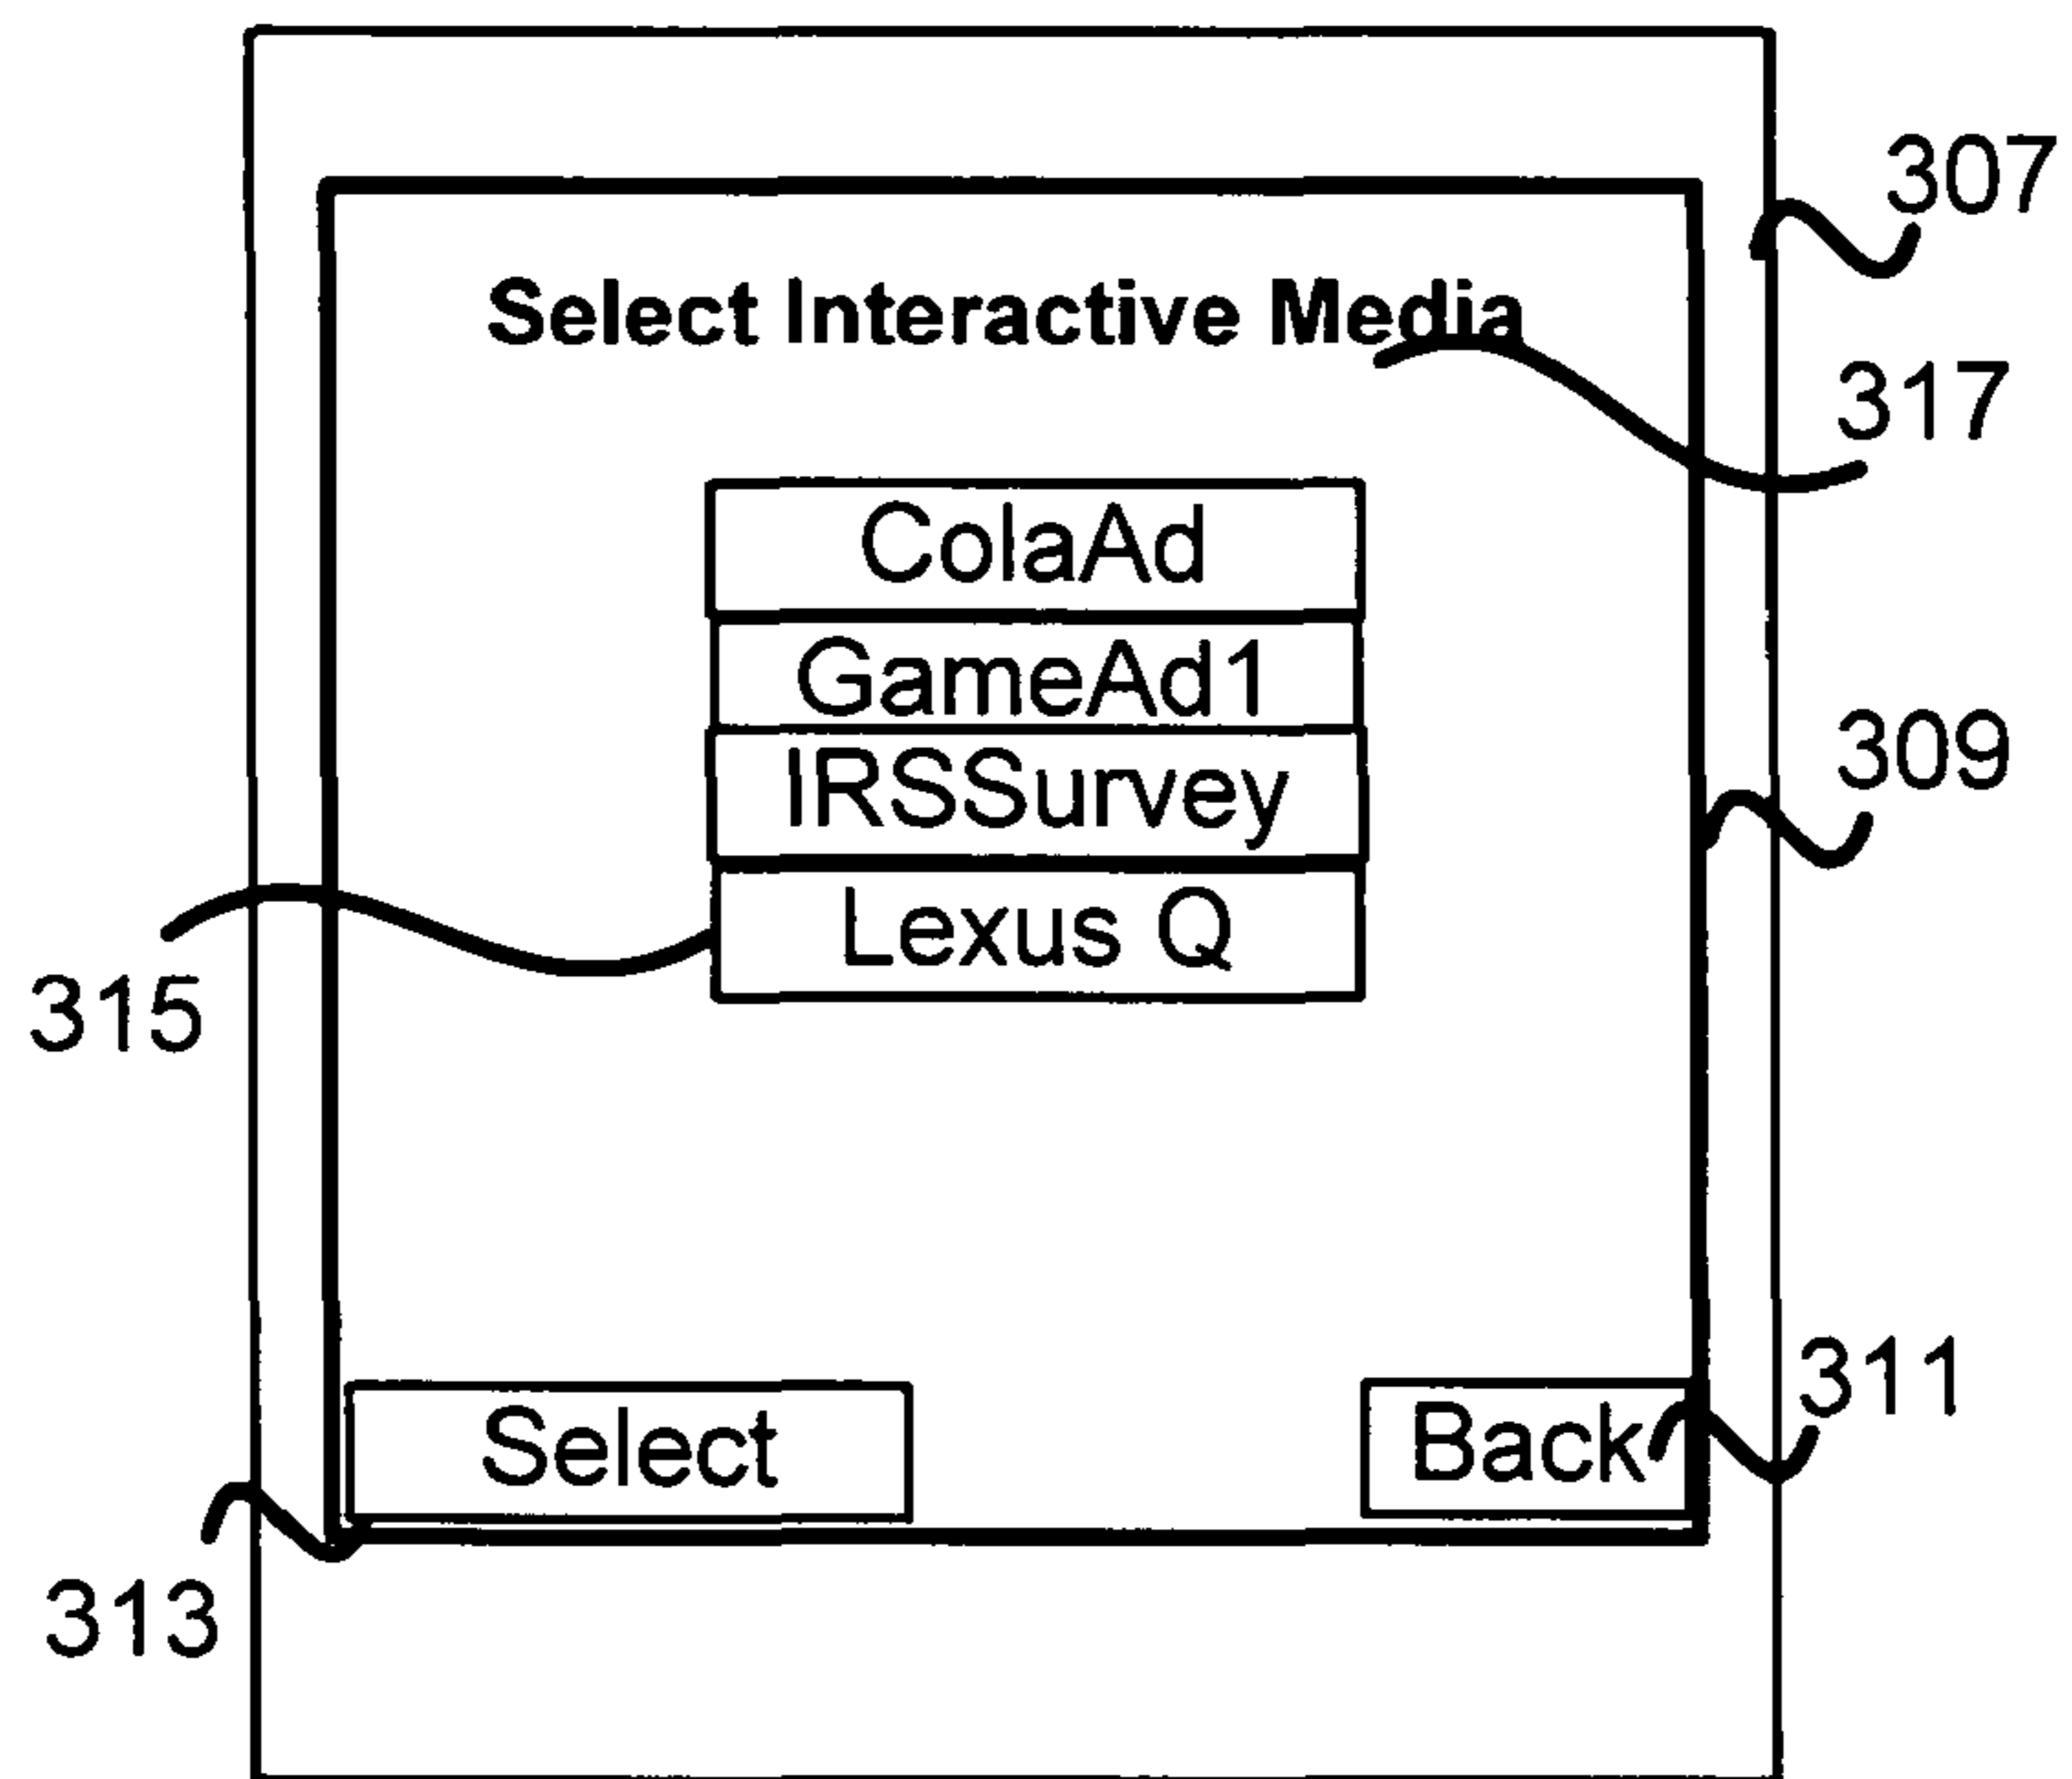 307
Select Interactive Media
317
ColaAd
GameAd1
IRSSurvey
309
Lexus Q
315
311
Select
Back
313